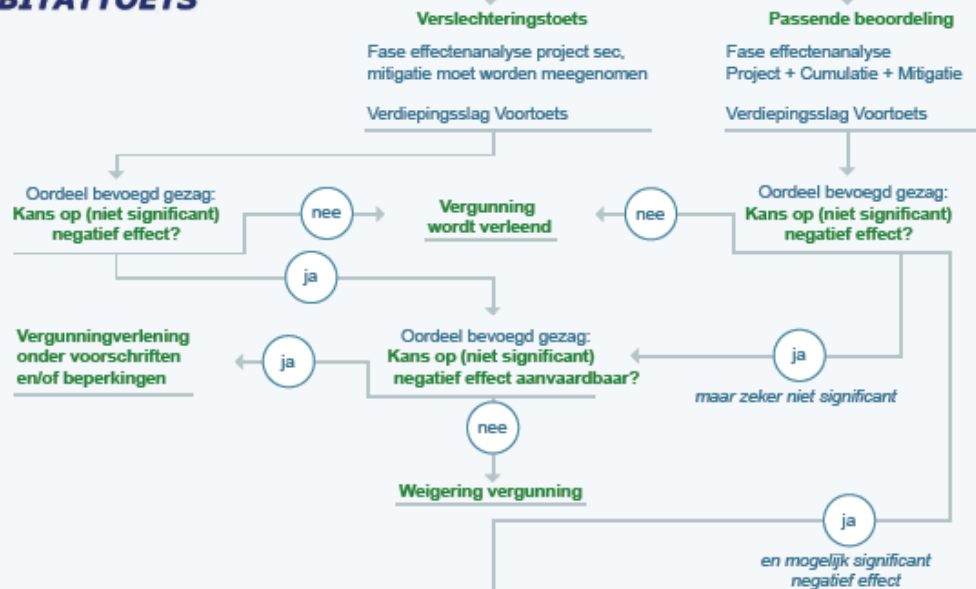 BITATTOETS
Verslechteringstoets
Fase effectenanalyse project sec,
mitigatie moet worden meegenomen
Verdiepingsslag Voortoets
Passende beoordeling
Fase effectenanalyse
Project + Cumulatie + Mitigatie
Verdiepingsslag Voortoets
Oordeel bevoegd gezag:
Kans op (niet significant)
negatief effect?
nee
Vergunning
wordt verleend
nee
Oordeel bevoegd gezag:
Kans op (niet significant)
negatief effect?
ja
Vergunningverlening
onder voorschriften
en/of beperkingen
ja
Oordeel bevoegd gezag:
Kans op (niet significant)
negatief effect aanvaardbaar?
ja
maar zeker niet significant
nee
Weigering vergunning
ja
en mogelijk significant
negatief effect